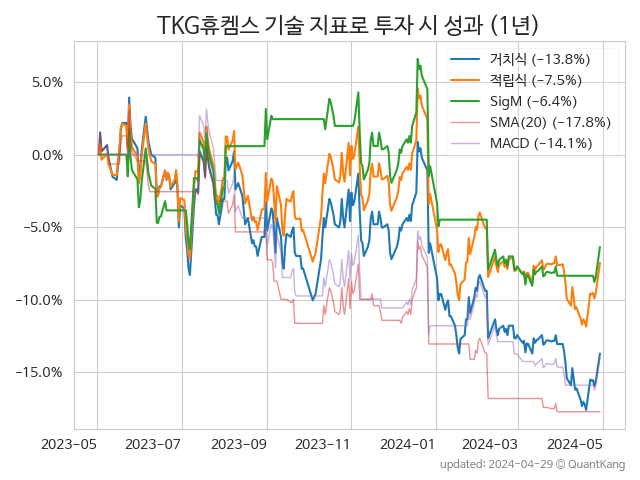 TKG휴켐스 기술 지표로 투자 시 성과 (1년)
거치식 (−13.8%)
적립식 (−7.5%)
SigM (−6.4%)
SMA(20) (−17.8%)
MACD (−14.1%)
5.0%
0.0%
−5.0%
−10.0%
−15.0%
2023-05 2023-07 2023-09 2023-11 2024-01 2024-03 2024-05
updated: 2024-04-29 © QuantKang